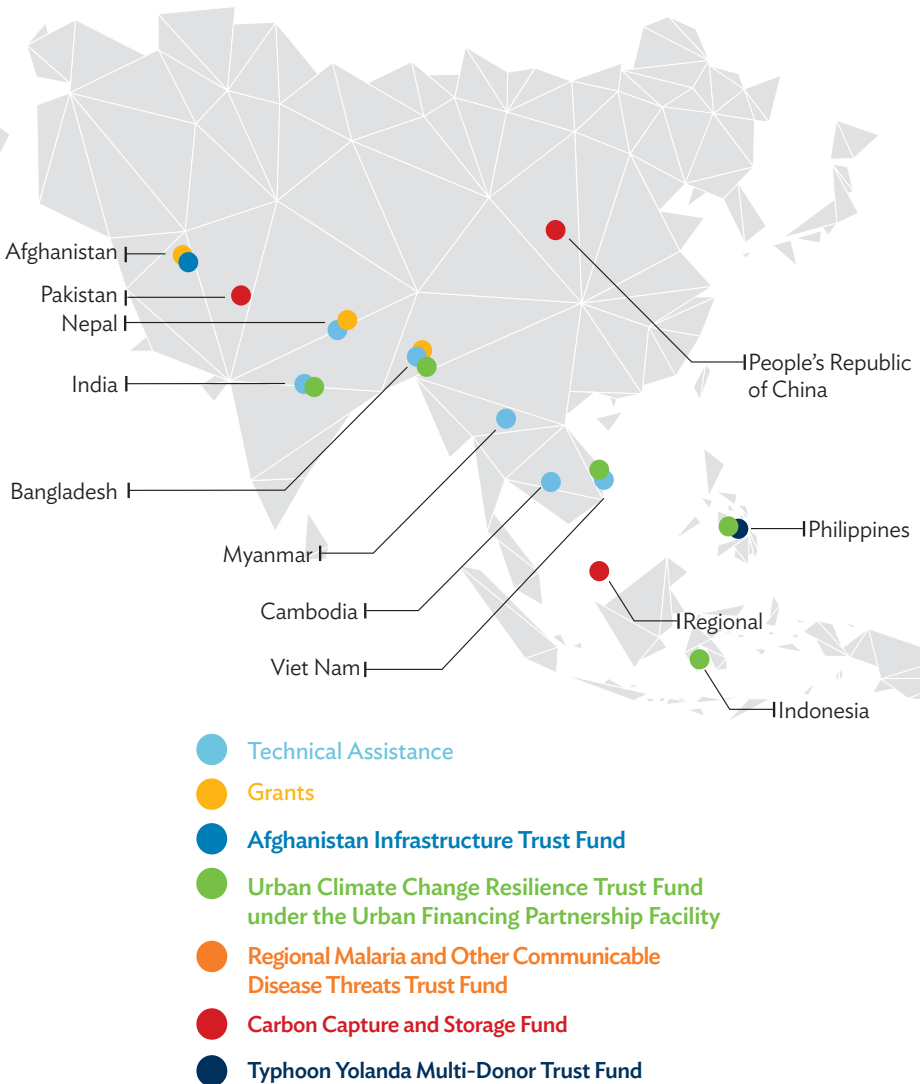 Afghanistan
Pakistan
Nepal
India
Bangladesh
Myanmar
Cambodia
Viet Nam
People’s Republic
of China
Philippines
Regional
Indonesia
Technical Assistance
Grants
Afghanistan Infrastructure Trust Fund
Urban Climate Change Resilience Trust Fund
under the Urban Financing Partnership Facility
Regional Malaria and Other Communicable
Disease Threats Trust Fund
Carbon Capture and Storage Fund
Typhoon Yolanda Multi-Donor Trust Fund